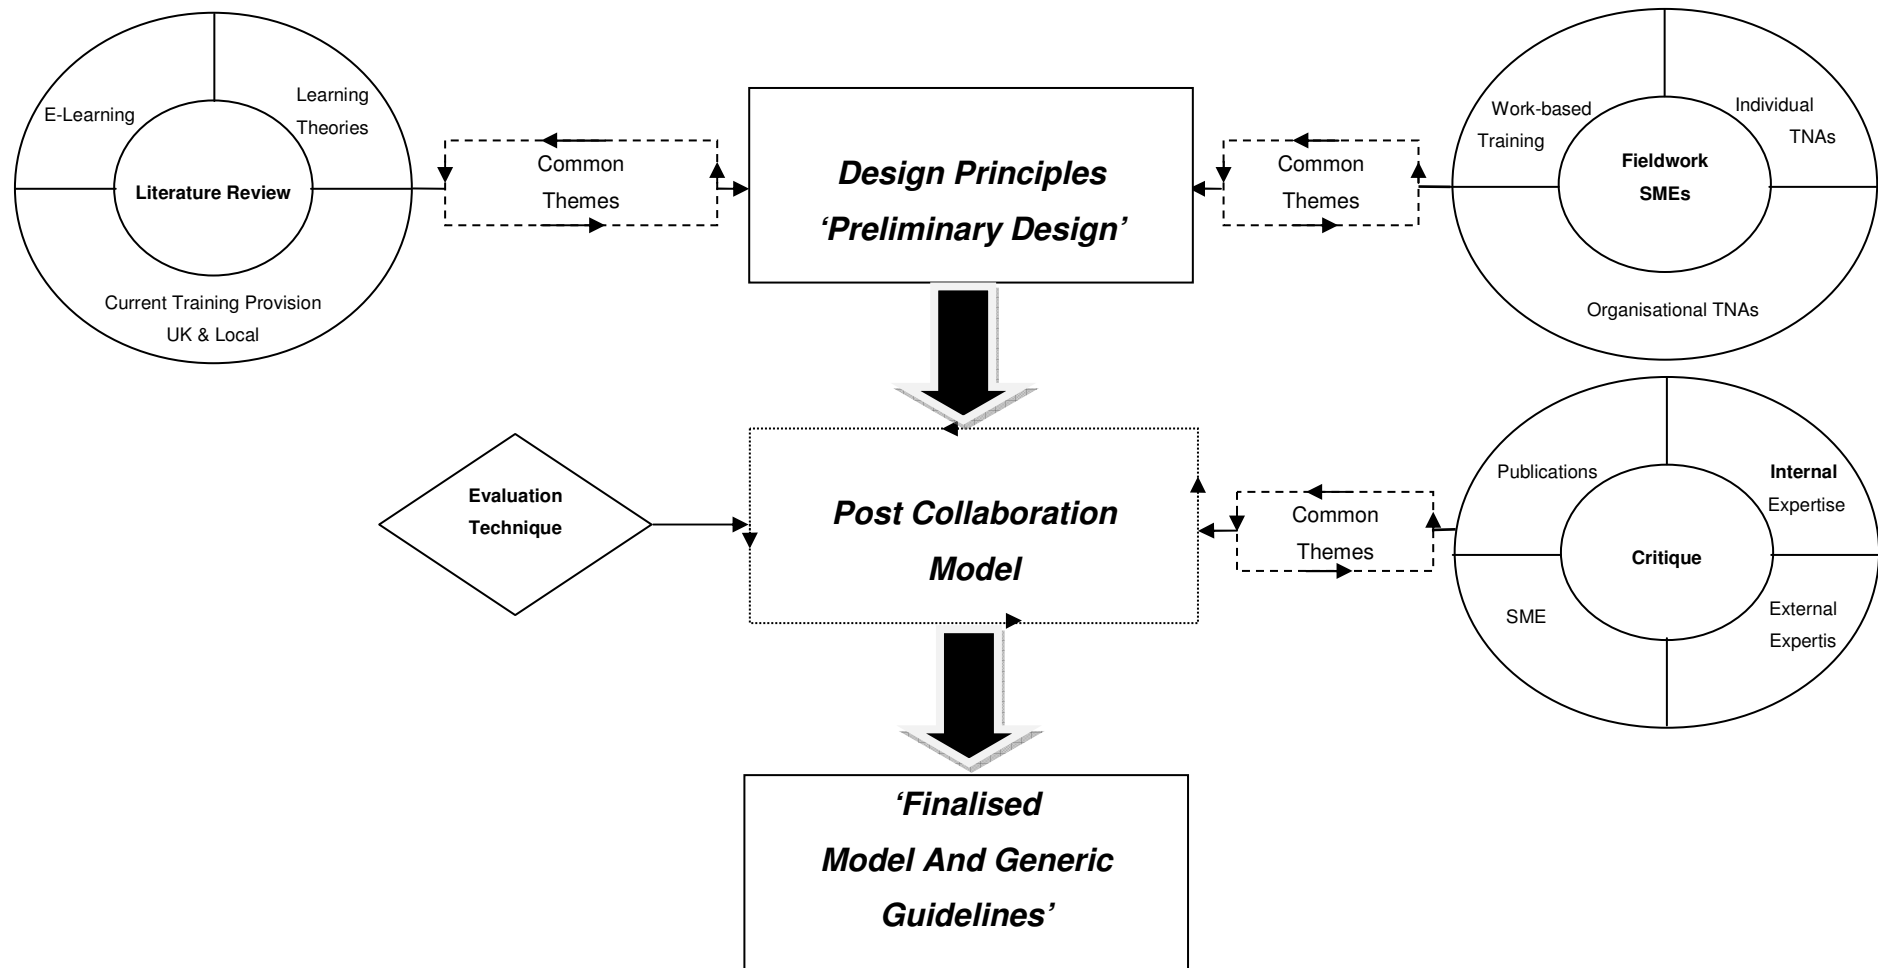 E-Learning
Learning
Theories
Literature Review
Current Training Provision
UK & Local
Common
Themes
Design Principles
‘Preliminary Design’
Common
Themes
Work-based
Training
Individual
TNAs
Fieldwork
SMEs
Organisational TNAs
Evaluation
Technique
Post Collaboration
Model
Common
Themes
Publications
Internal
Expertise
Critique
SME
External
Expertis
‘Finalised
Model And Generic
Guidelines’